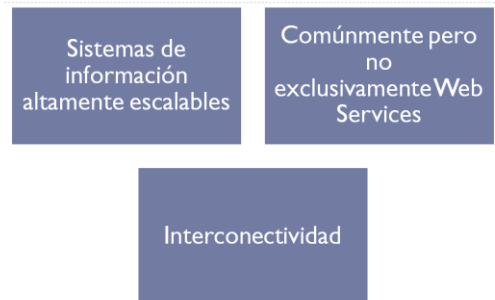 Sistemas de
información
altamente escalables
Comúnmente pero
no
exclusivamente Web
Services
Interconectividad